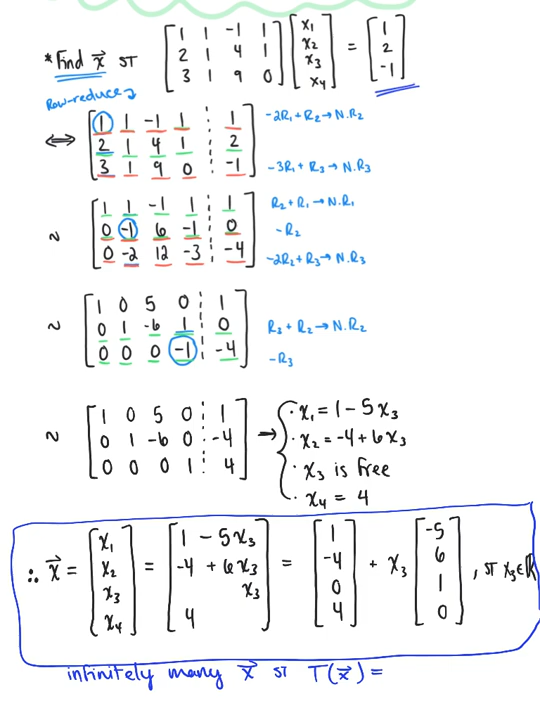 *Find x⃗ ST [1 1 -1 1; 2 1 4 1; 3 1 9 0] [x₁; x₂; x₃; x₄] = [1; 2; -1]
Row-reduce
⟺ [1 1 -1 1 ¦ 1; 2 1 4 1 ¦ 2; 3 1 9 0 ¦ -1] -2R₁ + R₂ → N.R₂
-3R₁ + R₃ → N.R₃
~ [1 1 -1 1 ¦ 1; 0 -1 6 -1 ¦ 0; 0 -2 12 -3 ¦ -4] R₂ + R₁ → N.R₁
-R₂
-2R₂ + R₃ → N.R₃
~ [1 0 5 0 ¦ 1; 0 1 -6 1 ¦ 0; 0 0 0 -1 ¦ -4] R₃ + R₂ → N.R₂
-R₃
~ [1 0 5 0 ¦ 1; 0 1 -6 0 ¦ -4; 0 0 0 1 ¦ 4] → { · x₁ = 1 - 5x₃
· x₂ = -4 + 6x₃
· x₃ is free
· x₄ = 4
∴ x⃗ = [x₁; x₂; x₃; x₄] = [1 - 5x₃; -4 + 6x₃; x₃; 4] = [1; -4; 0; 4] + x₃ [-5; 6; 1; 0], ST x₃ ∈ ℝ
infinitely many x⃗ ST T(x⃗) =